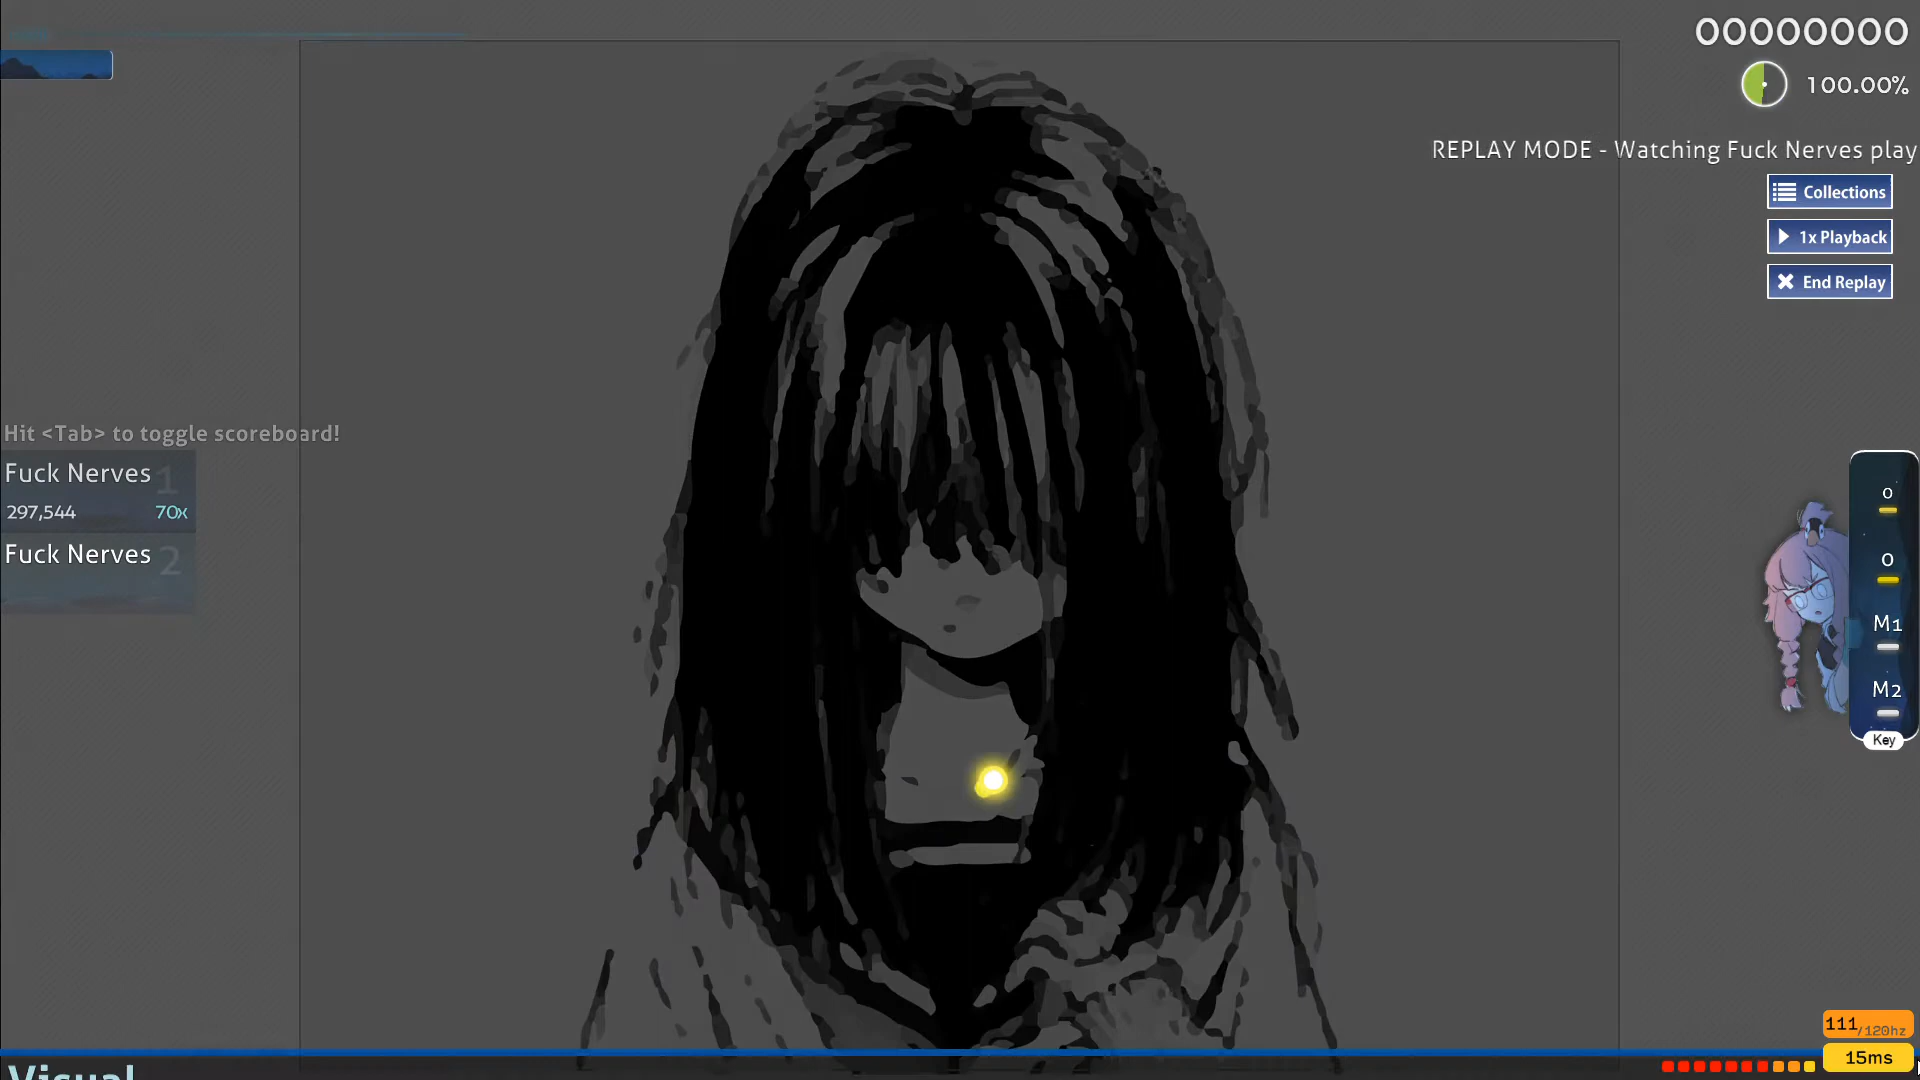 00000000
100.00%
REPLAY MODE - Watching Fuck Nerves play
Collections
1x Playback
End Replay
Hit <Tab> to toggle scoreboard!
Fuck Nerves 1
297,544 70x
Fuck Nerves 2
0
0
M1
M2
Key
111/120hz
15ms
Visual